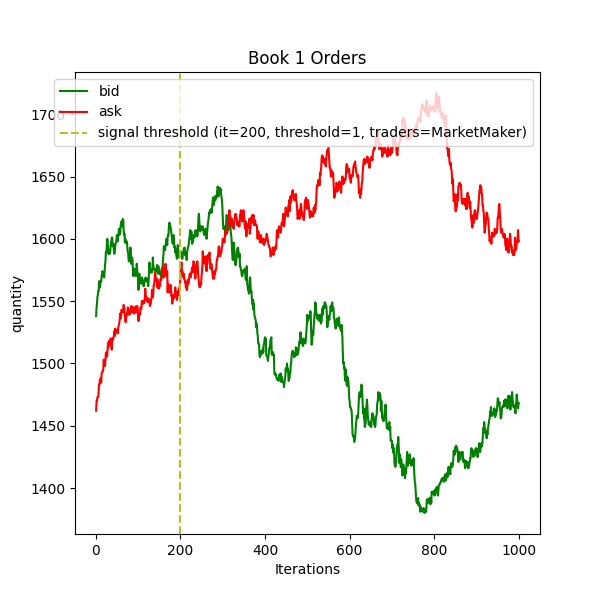 Book 1 Orders
bid
ask
signal threshold (it=200, threshold=1, traders=MarketMaker)
1700
1650
1600
1550
1500
1450
1400
quantity
0 200 400 600 800 1000
Iterations